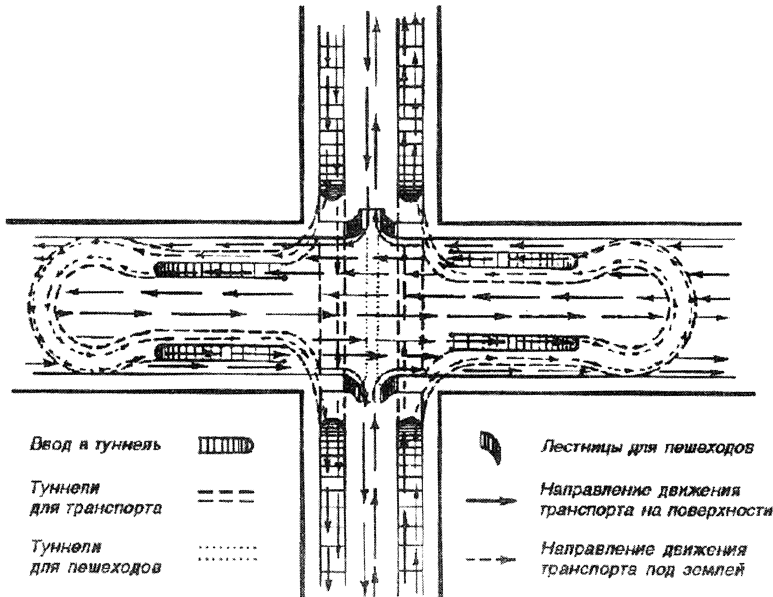 Ввод в туннель
Туннели
для транспорта
Туннели
для пешеходов
Лестницы для пешеходов
Направление движения
транспорта на поверхности
Направление движения
транспорта под землей